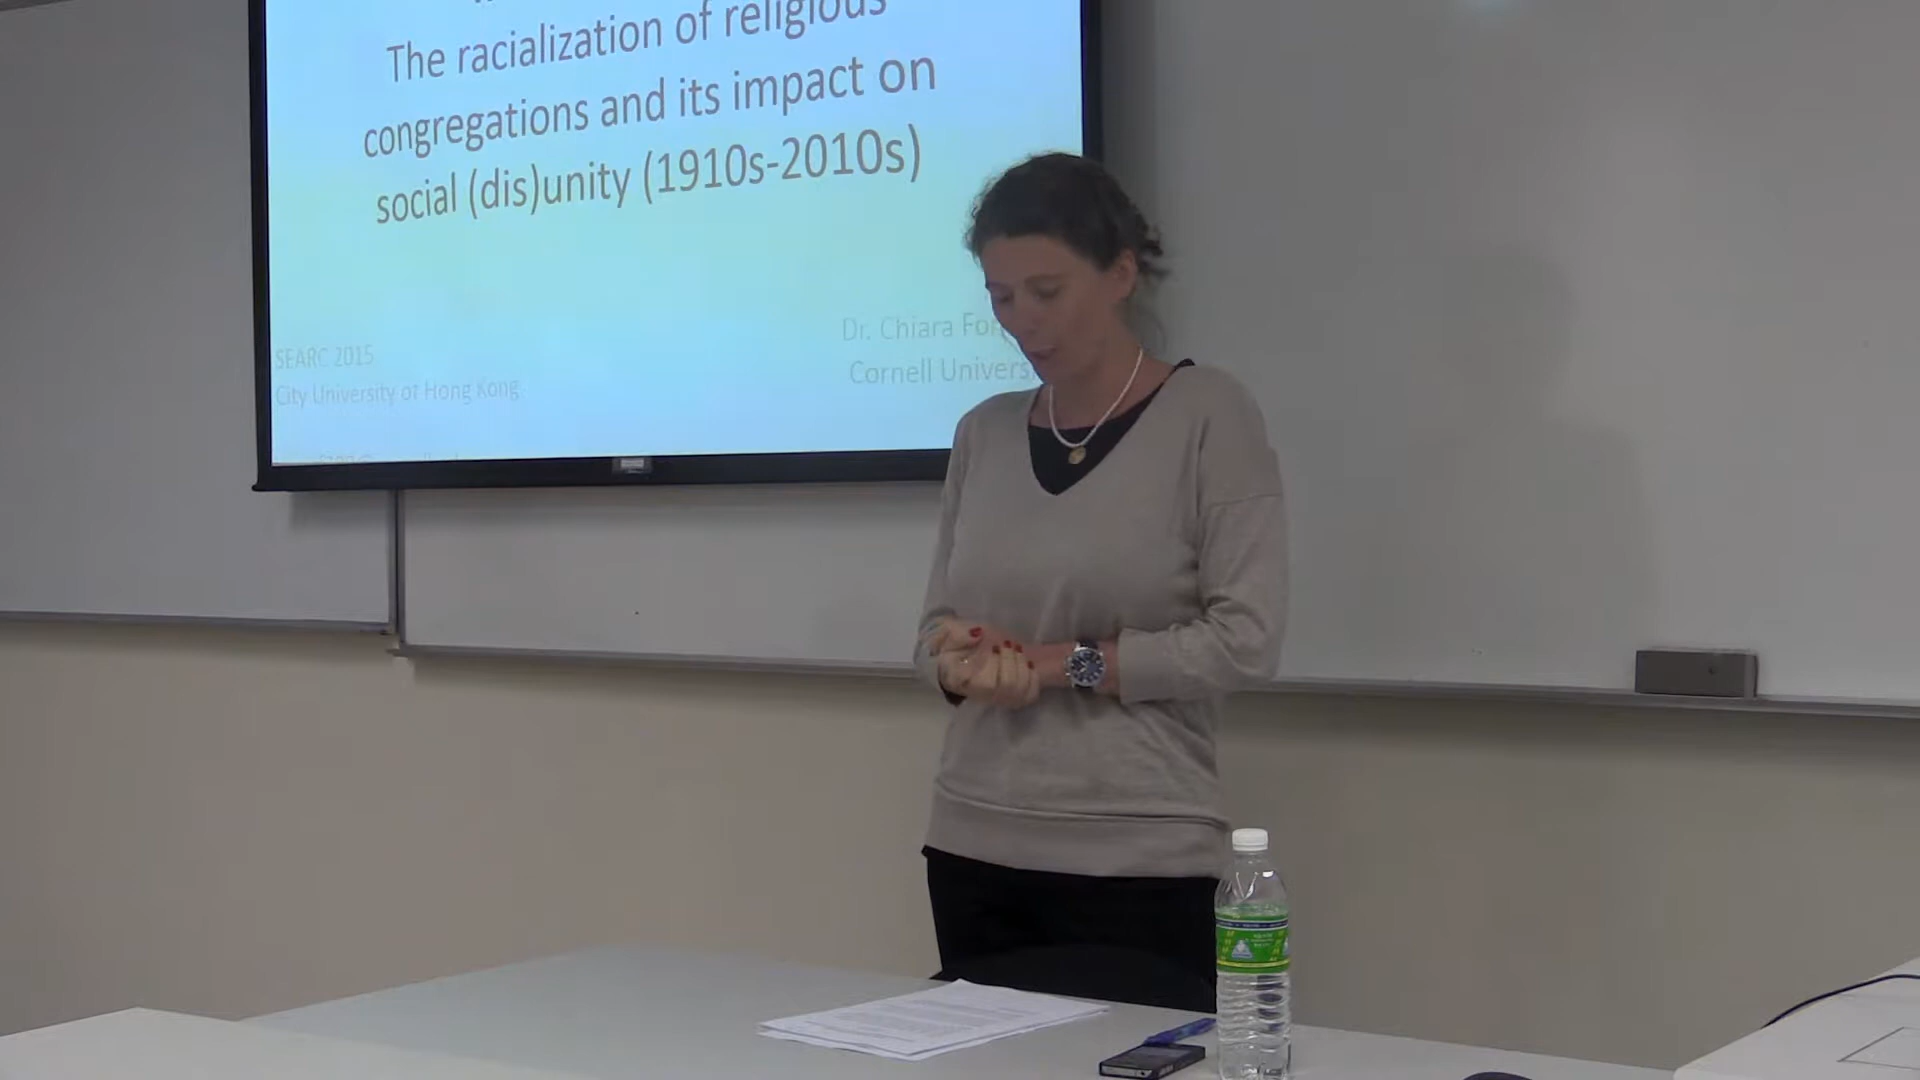 The racialization of religious
congregations and its impact on
social (dis)unity (1910s-2010s)
Dr. Chiara
Cornell
SEARC 2015
City University of Hong Kong